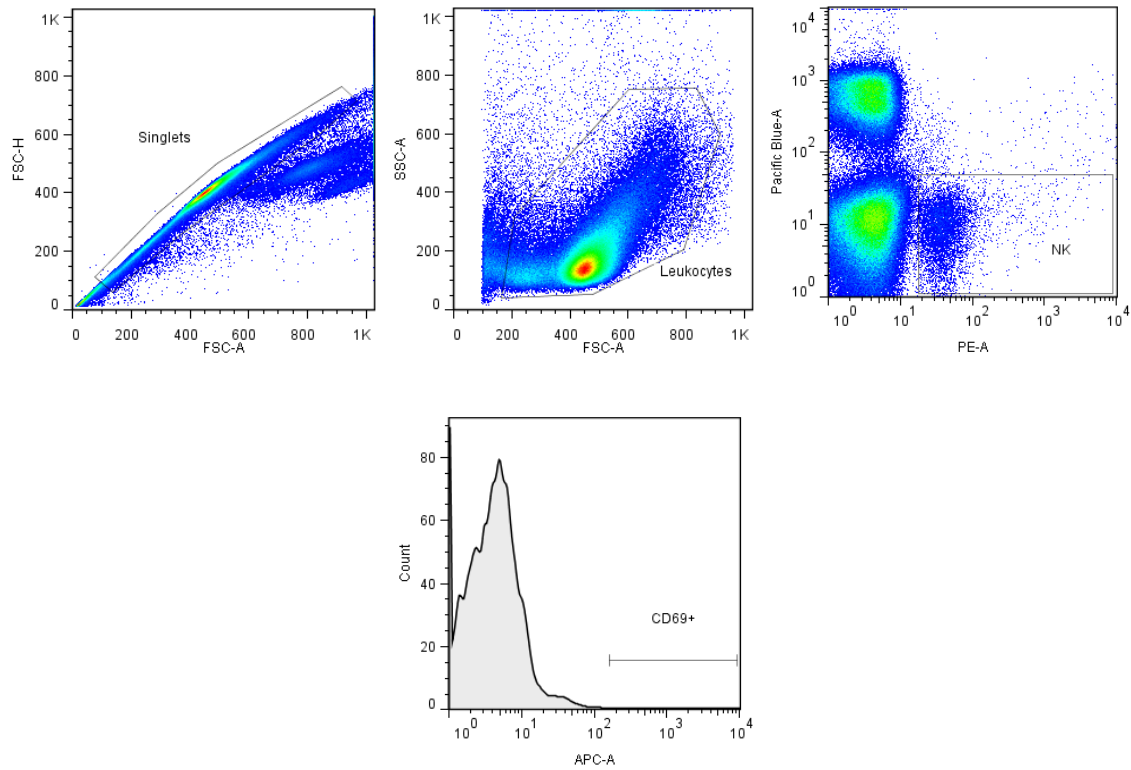 1K
800
600
400
200
0
FSC-H
Singlets
0 200 400 600 800 1K
FSC-A
1K
800
600
400
200
0
SSC-A
Leukocytes
0 200 400 600 800 1K
FSC-A
10^4
10^3
10^2
10^1
10^0
Pacific Blue-A
NK
10^0 10^1 10^2 10^3 10^4
PE-A
80
60
40
20
0
Count
CD69+
10^0 10^1 10^2 10^3 10^4
APC-A